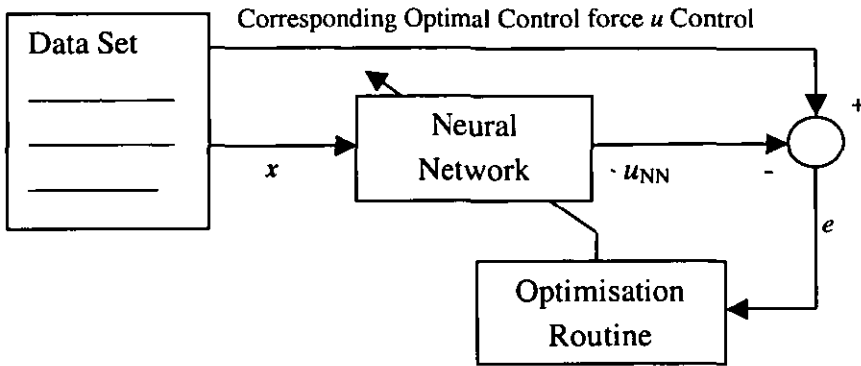 Corresponding Optimal Control force u Control
Data Set
+
Neural
Network
x
u_NN
-
e
Optimisation
Routine